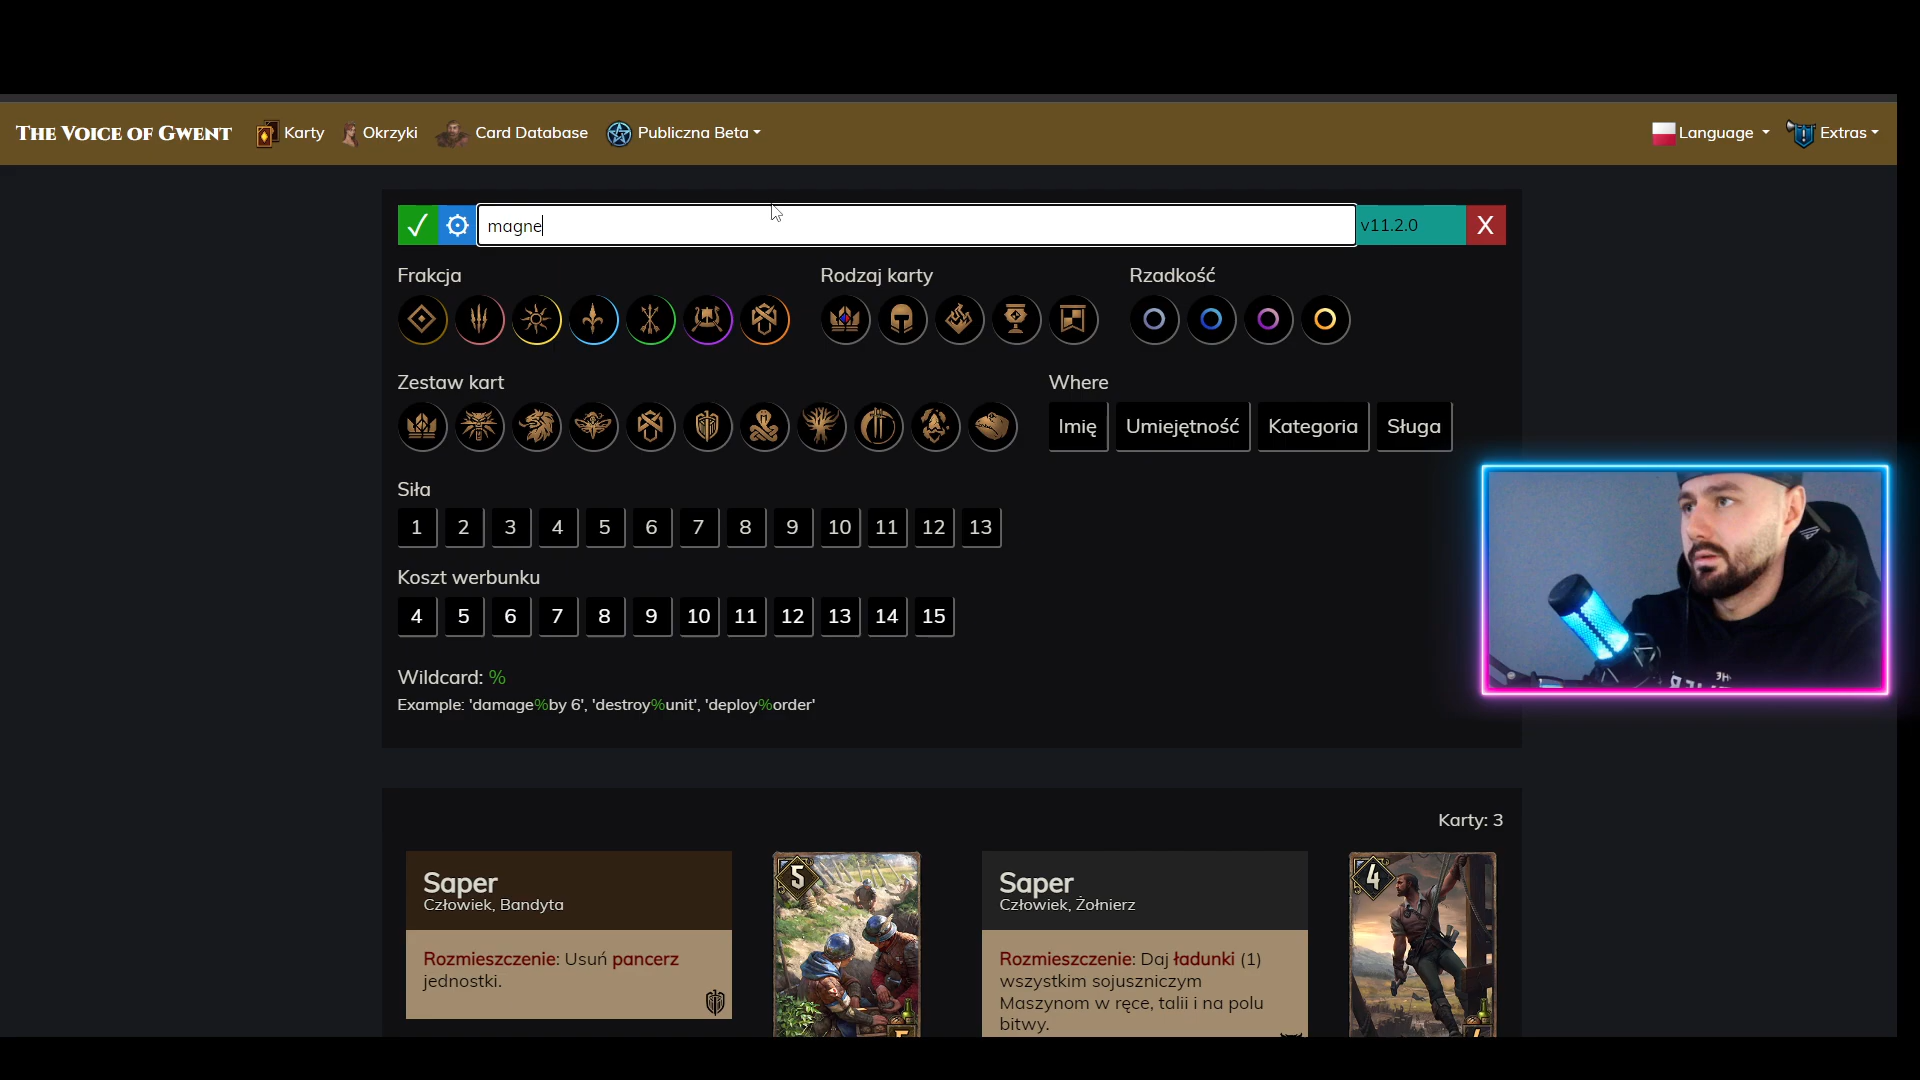 The Voice of Gwent Karty Okrzyki Card Database Publiczna Beta Language Extras
magne v11.2.0 X
Frakcja Rodzaj karty Rzadkość
Zestaw kart Where
Imię Umiejętność Kategoria Sługa
Siła
1 2 3 4 5 6 7 8 9 10 11 12 13
Koszt werbunku
4 5 6 7 8 9 10 11 12 13 14 15
Wildcard: %
Example: 'damage%by 6', 'destroy%unit', 'deploy%order'
Karty: 3
Saper
Człowiek, Bandyta
Rozmieszczenie: Usuń pancerz
jednostki.
5
Saper
Człowiek, Żołnierz
Rozmieszczenie: Daj ładunki (1)
wszystkim sojuszniczym
Maszynom w ręce, talii i na polu
bitwy.
4